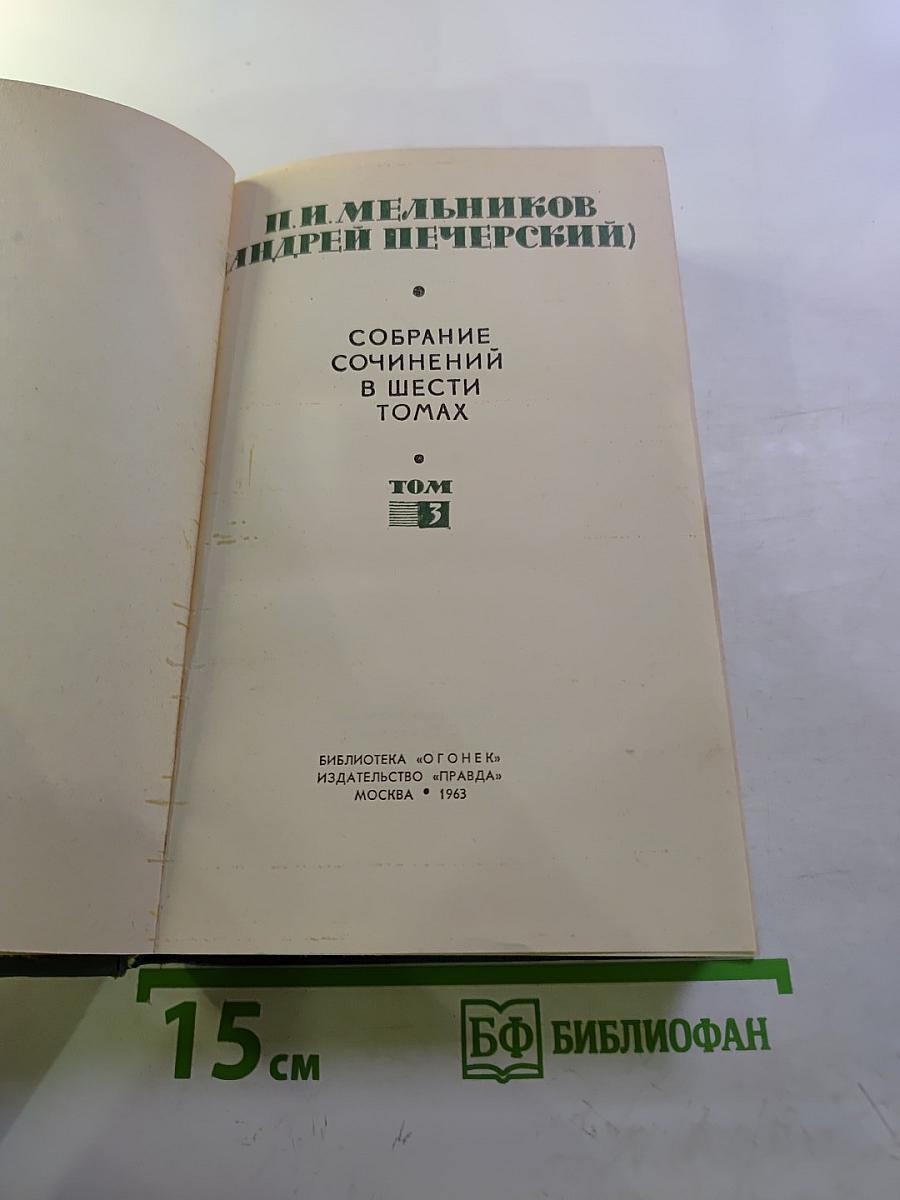 П. И. МЕЛЬНИКОВ
(АНДРЕЙ ПЕЧЕРСКИЙ)
СОБРАНИЕ
СОЧИНЕНИЙ
В ШЕСТИ
ТОМАХ
ТОМ
3
БИБЛИОТЕКА «ОГОНЕК»
ИЗДАТЕЛЬСТВО «ПРАВДА»
МОСКВА • 1963
15 см
БФ БИБЛИОФАН